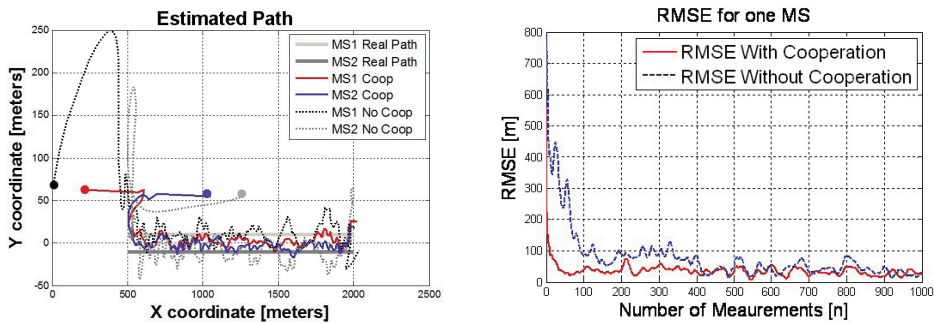 Estimated Path
250
200
150
100
50
0
-50
0
500
1000
1500
2000
2500
Y coordinate [meters]
X coordinate [meters]
MS1 Real Path
MS2 Real Path
MS1 Coop
MS2 Coop
MS1 No Coop
MS2 No Coop
RMSE for one MS
800
700
600
500
400
300
200
100
0
0
100
200
300
400
500
600
700
800
900
1000
RMSE [m]
Number of Meaurements [n]
RMSE With Cooperation
RMSE Without Cooperation